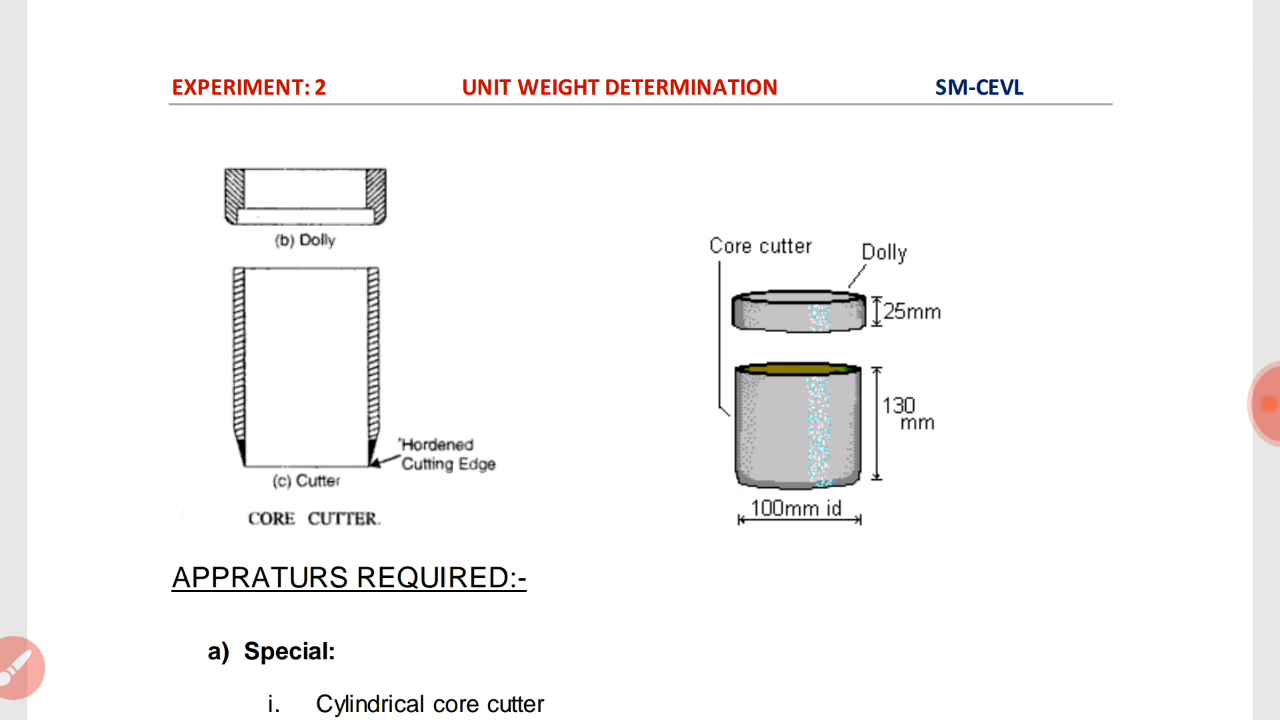 EXPERIMENT: 2 UNIT WEIGHT DETERMINATION SM-CEVL
(b) Dolly
'Hordened
Cutting Edge
(c) Cutter
CORE CUTTER.
Core cutter
Dolly
25mm
130
mm
100mm id
APPRATURS REQUIRED:-
a) Special:
i. Cylindrical core cutter